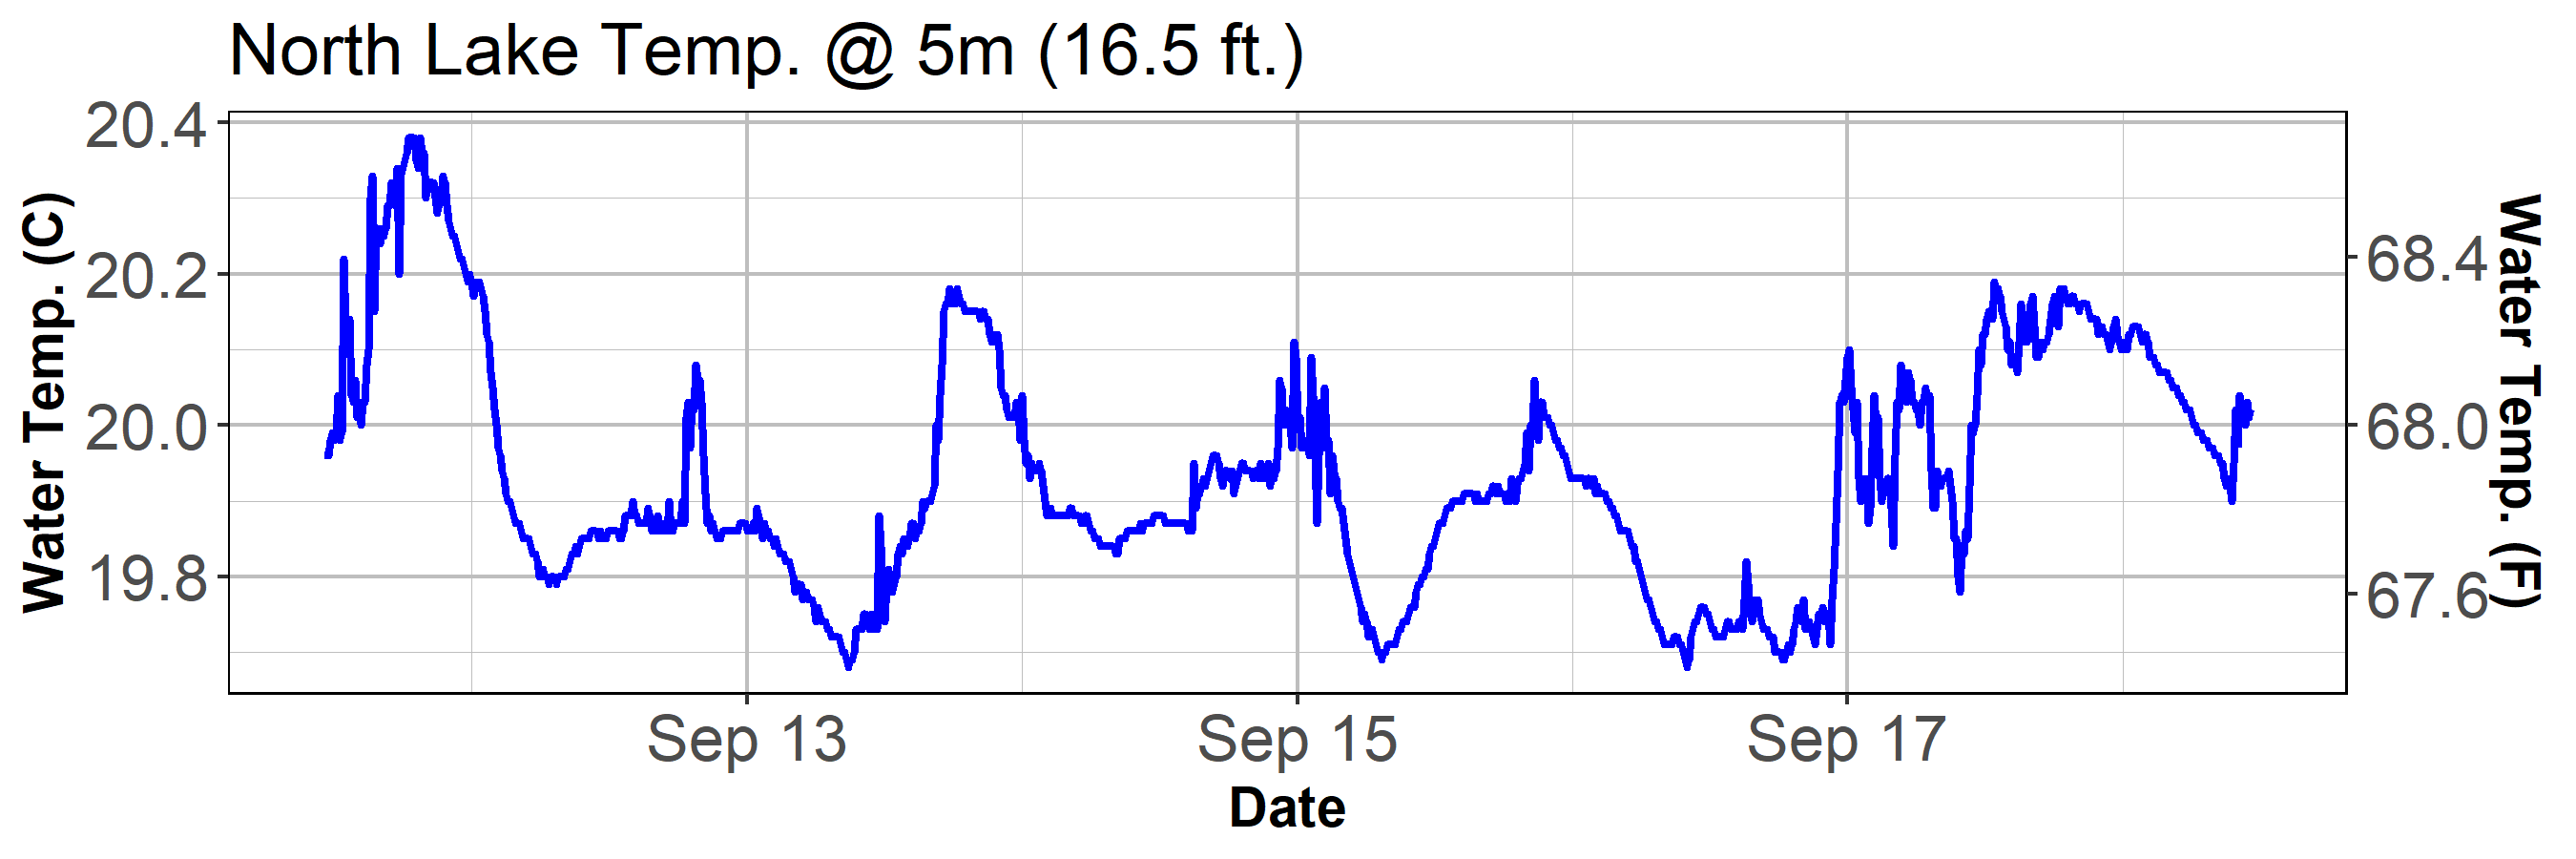 North Lake Temp. @ 5m (16.5 ft.)
Water Temp. (C)
20.4
20.2
20.0
19.8
68.4
68.0
67.6
Water Temp. (F)
Sep 13
Sep 15
Sep 17
Date